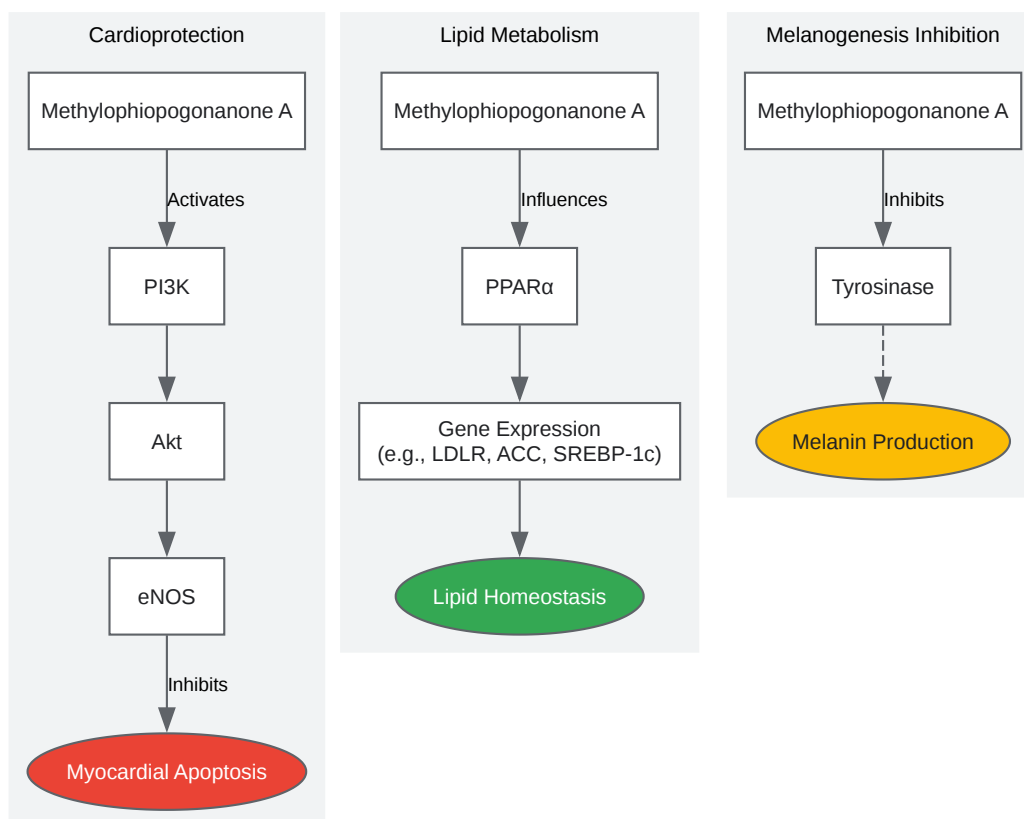 Cardioprotection
Methylophiopogonanone A
Activates
PI3K
Akt
eNOS
Inhibits
Myocardial Apoptosis
Lipid Metabolism
Methylophiopogonanone A
Influences
PPARα
Gene Expression
(e.g., LDLR, ACC, SREBP-1c)
Lipid Homeostasis
Melanogenesis Inhibition
Methylophiopogonanone A
Inhibits
Tyrosinase
Melanin Production